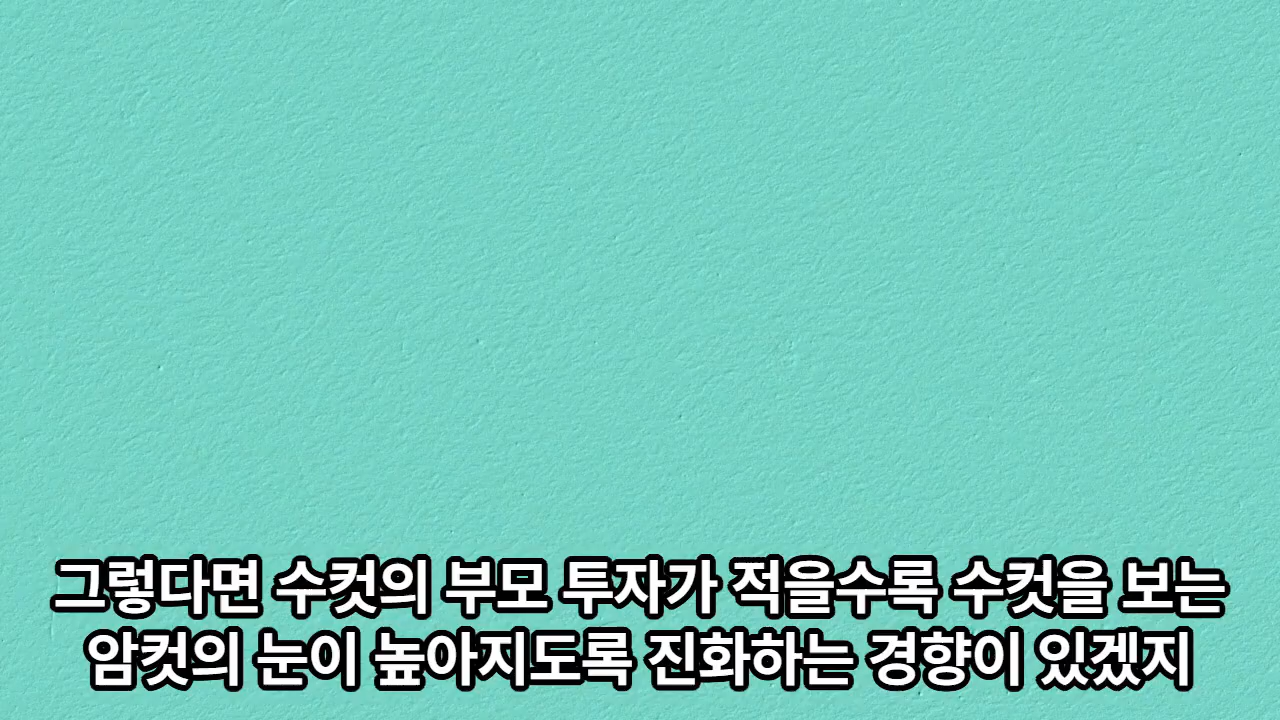 그렇다면 수컷의 부모 투자가 적을수록 수컷을 보는
암컷의 눈이 높아지도록 진화하는 경향이 있겠지